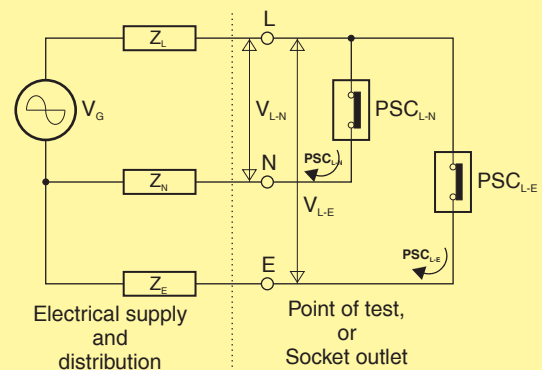 L
Z_L
V_G
V_L-N
PSC_L-N
PSC_L-N
N
Z_N
PSC_L-E
V_L-E
PSC_L-E
E
Z_E
Electrical supply
and
distribution
Point of test,
or
Socket outlet